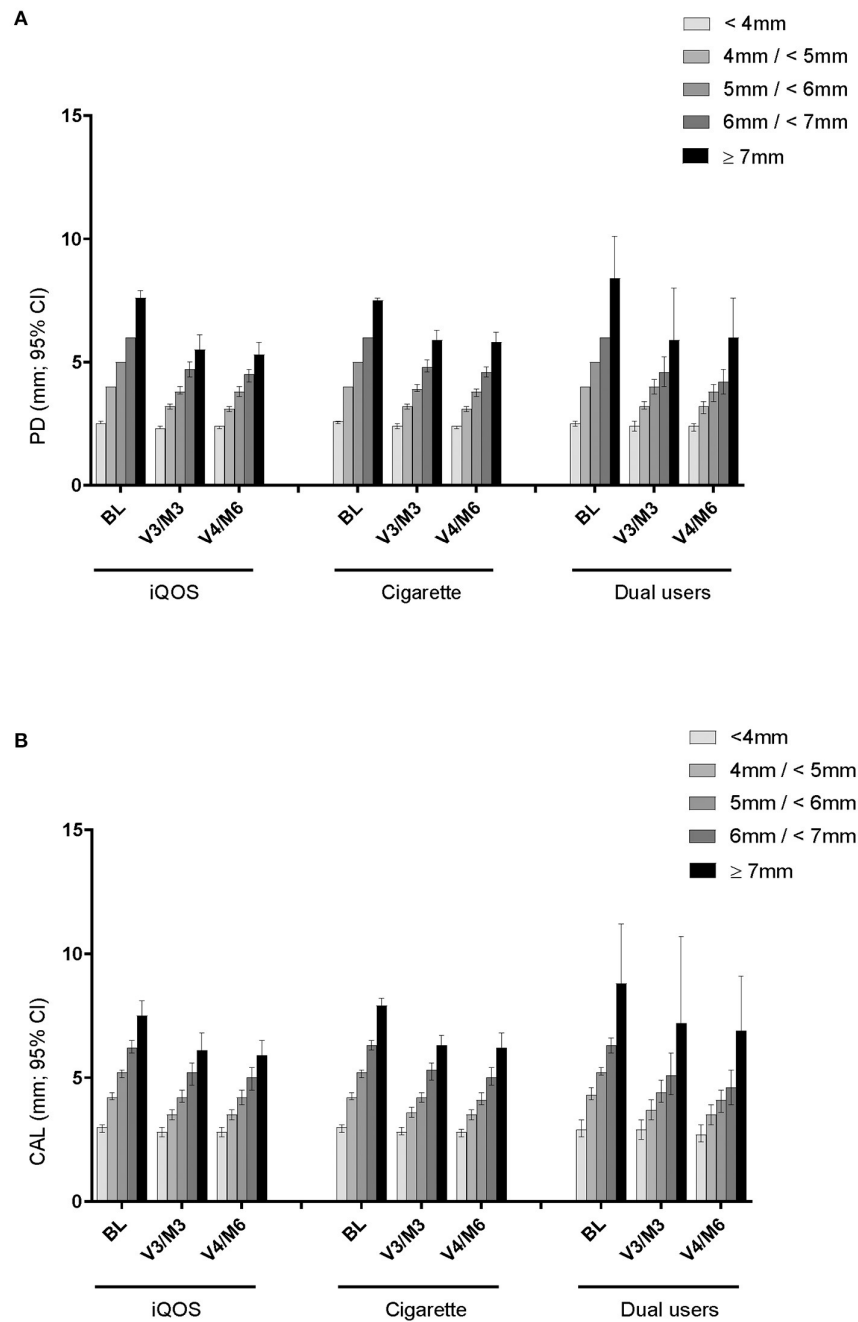 A
< 4mm
4mm / < 5mm
5mm / < 6mm
6mm / < 7mm
≥ 7mm
PD (mm; 95% CI)
15
10
5
0
BL
V3/M3
V4/M6
BL
V3/M3
V4/M6
BL
V3/M3
V4/M6
iQOS
Cigarette
Dual users
B
<4mm
4mm / < 5mm
5mm / < 6mm
6mm / < 7mm
≥ 7mm
CAL (mm; 95% CI)
15
10
5
0
BL
V3/M3
V4/M6
BL
V3/M3
V4/M6
BL
V3/M3
V4/M6
iQOS
Cigarette
Dual users